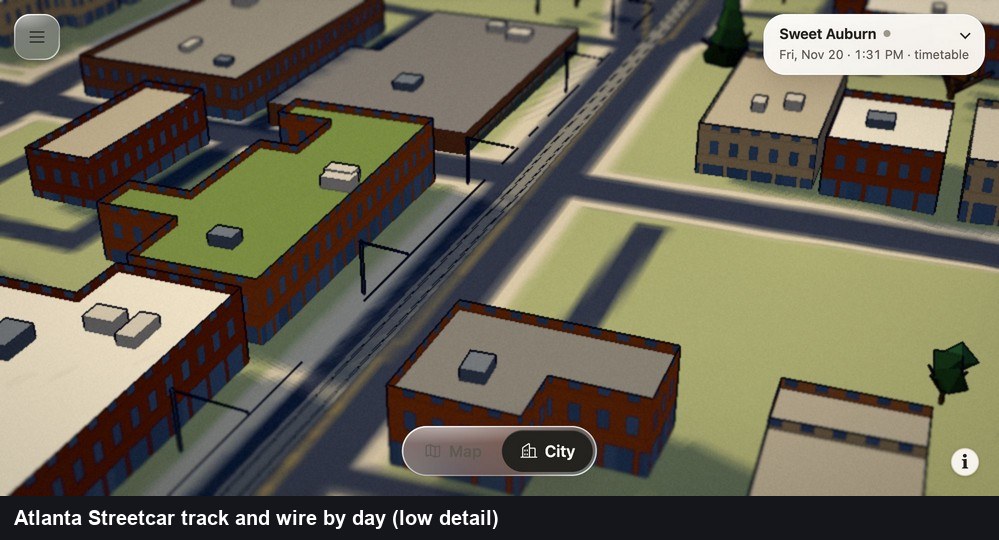 Sweet Auburn
Fri, Nov 20 · 1:31 PM · timetable
Map
City
i
Atlanta Streetcar track and wire by day (low detail)